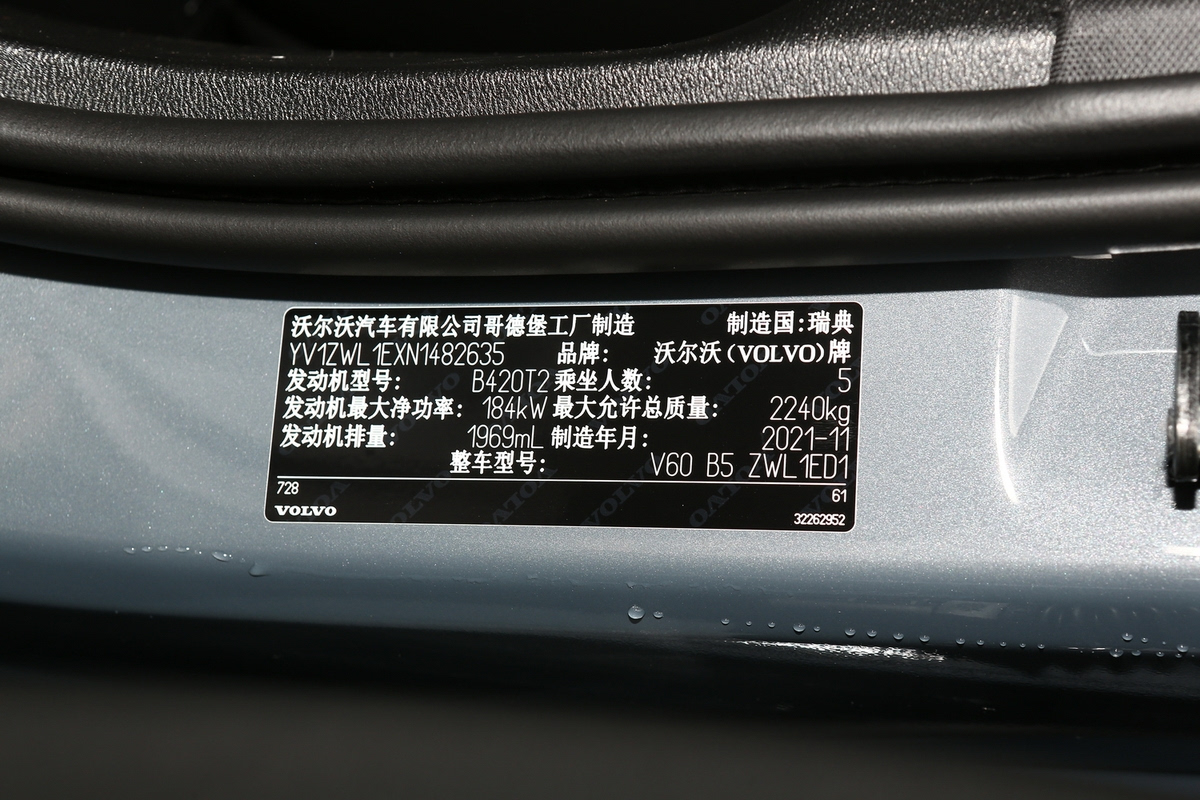 沃尔沃汽车有限公司哥德堡工厂制造 制造国:瑞典
YV1ZWL1EXN1482635 品牌: 沃尔沃(VOLVO)牌
发动机型号: B420T2 乘坐人数: 5
发动机最大净功率: 184kW 最大允许总质量: 2240kg
发动机排量: 1969mL 制造年月: 2021-11
整车型号: V60 B5 ZWL1ED1
728 61
VOLVO 32262952